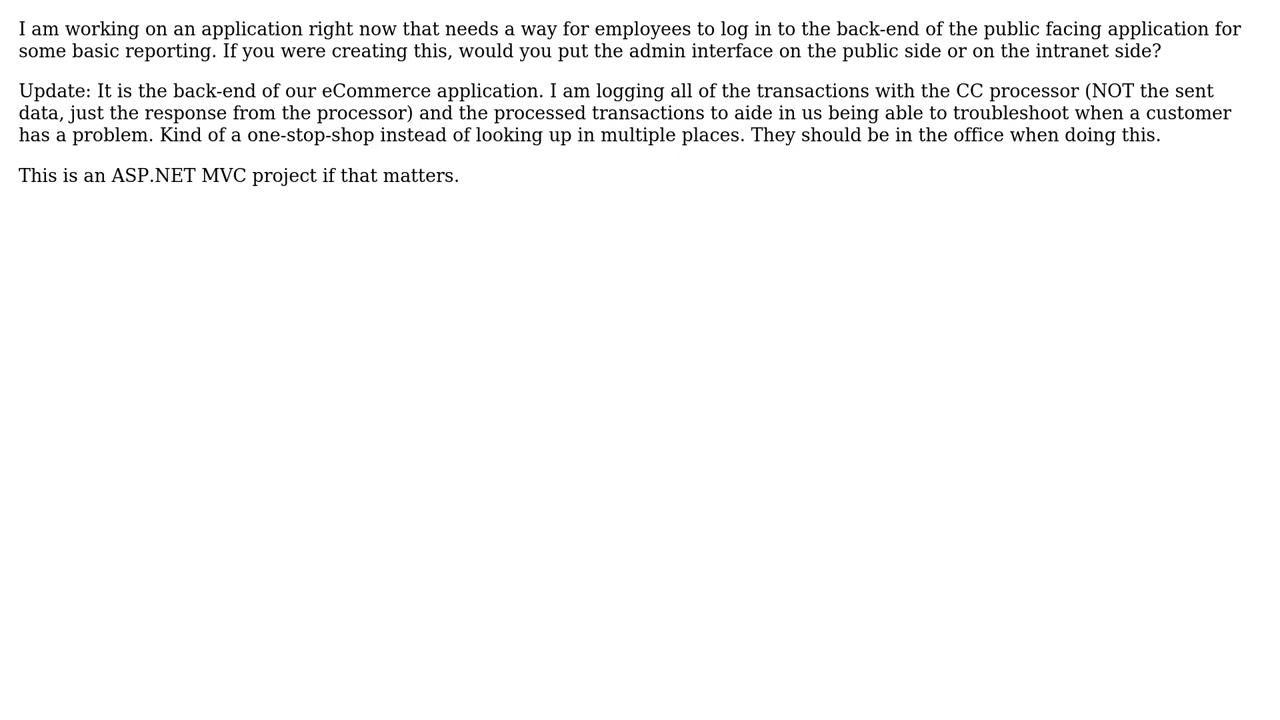 I am working on an application right now that needs a way for employees to log in to the back-end of the public facing application for
some basic reporting. If you were creating this, would you put the admin interface on the public side or on the intranet side?
Update: It is the back-end of our eCommerce application. I am logging all of the transactions with the CC processor (NOT the sent
data, just the response from the processor) and the processed transactions to aide in us being able to troubleshoot when a customer
has a problem. Kind of a one-stop-shop instead of looking up in multiple places. They should be in the office when doing this.
This is an ASP.NET MVC project if that matters.